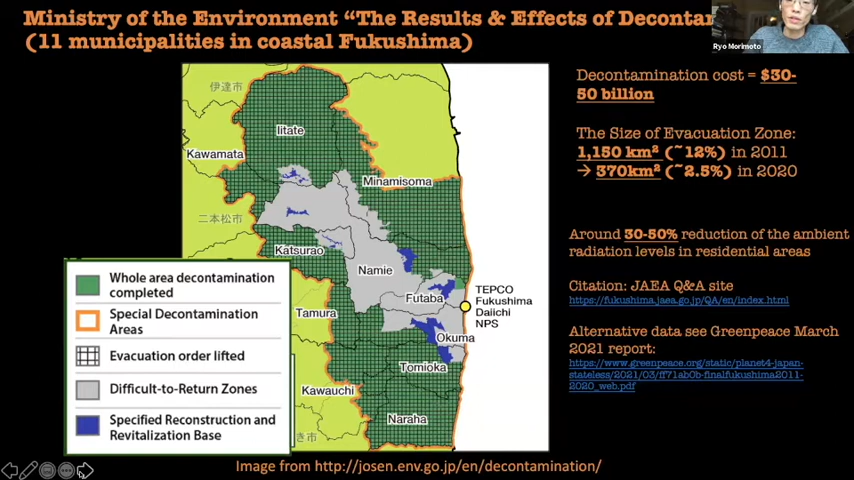 Ministry of the Environment “The Results & Effects of Decontam
(11 municipalities in coastal Fukushima)
Ryo Morimoto
伊達市
Iitate
Kawamata
Minamisoma
二本松市
Katsurao
Namie
Futaba
TEPCO
Fukushima
Daiichi
NPS
Tamura
Okuma
Tomioka
Kawauchi
Naraha
き市
Whole area decontamination
completed
Special Decontamination
Areas
Evacuation order lifted
Difficult-to-Return Zones
Specified Reconstruction and
Revitalization Base
Decontamination cost = $30-
50 billion
The Size of Evacuation Zone:
1,150 km² (~12%) in 2011
→ 370km² (~2.5%) in 2020
Around 30-50% reduction of the ambient
radiation levels in residential areas
Citation: JAEA Q&A site
https://fukushima.jaea.go.jp/QA/en/index.html
Alternative data see Greenpeace March
2021 report:
https://www.greenpeace.org/static/planet4-japan-
stateless/2021/03/ff71ab0b-finalfukushima2011-
2020_web.pdf
Image from http://josen.env.go.jp/en/decontamination/